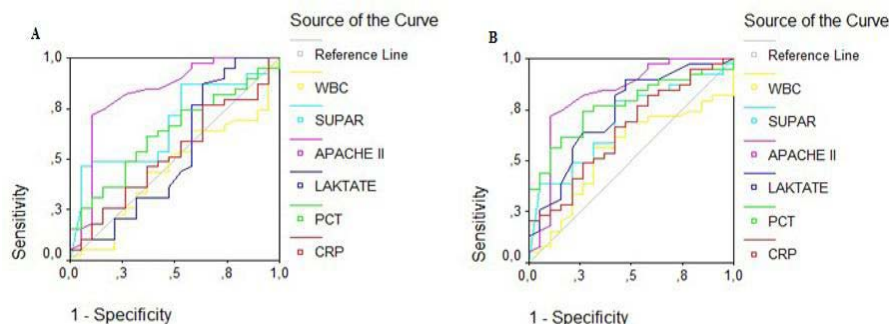 A
Source of the Curve
Reference Line
WBC
SUPAR
APACHE II
LAKTATE
PCT
CRP
1,0
,8
,5
,3
0,0
0,0
,3
,5
,8
1,0
Sensitivity
1 - Specificity
B
Source of the Curve
Reference Line
WBC
SUPAR
APACHE II
LAKTATE
PCT
CRP
1,0
,8
,5
,3
0,0
0,0
,3
,5
,8
1,0
Sensitivity
1 - Specificity